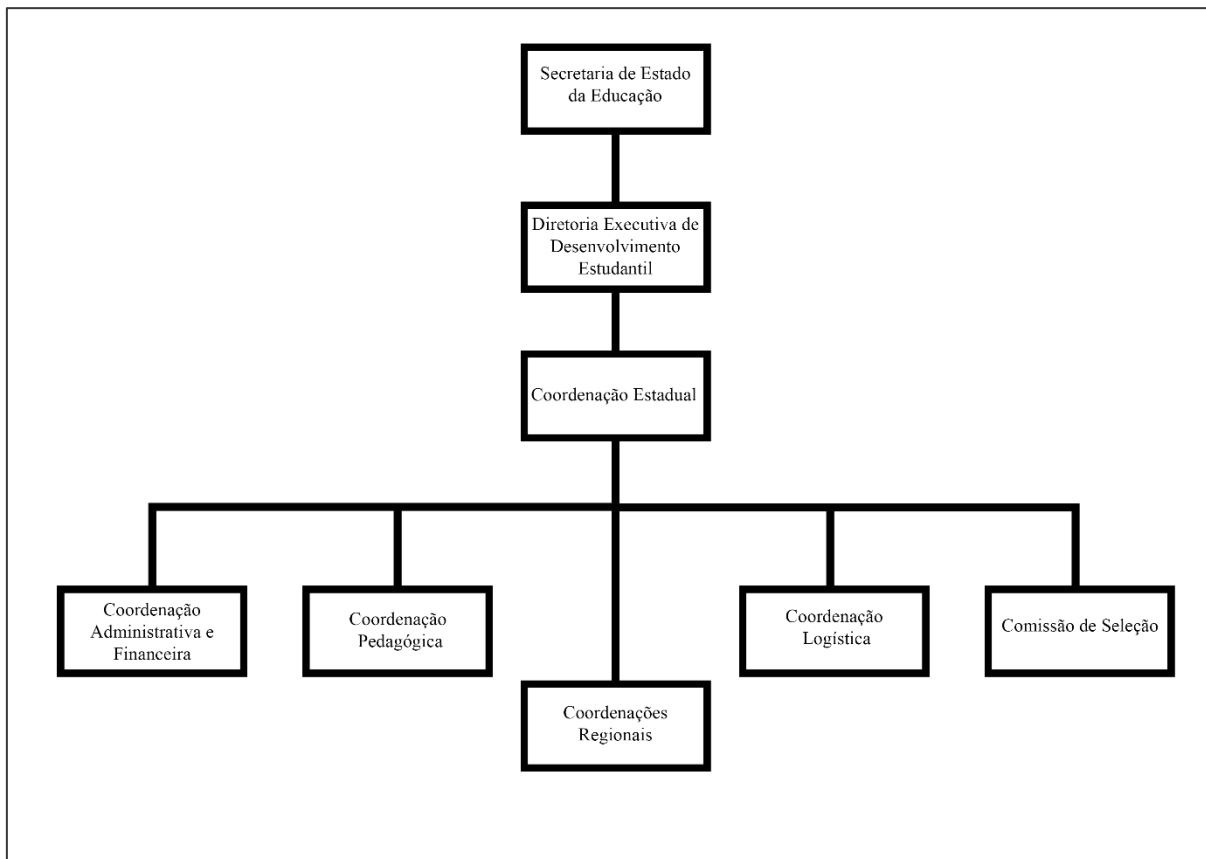 Secretaria de Estado
da Educação
Diretoria Executiva de
Desenvolvimento
Estudantil
Coordenação Estadual
Coordenação
Administrativa e
Financeira
Coordenação
Pedagógica
Coordenação
Logística
Comissão de Seleção
Coordenações
Regionais